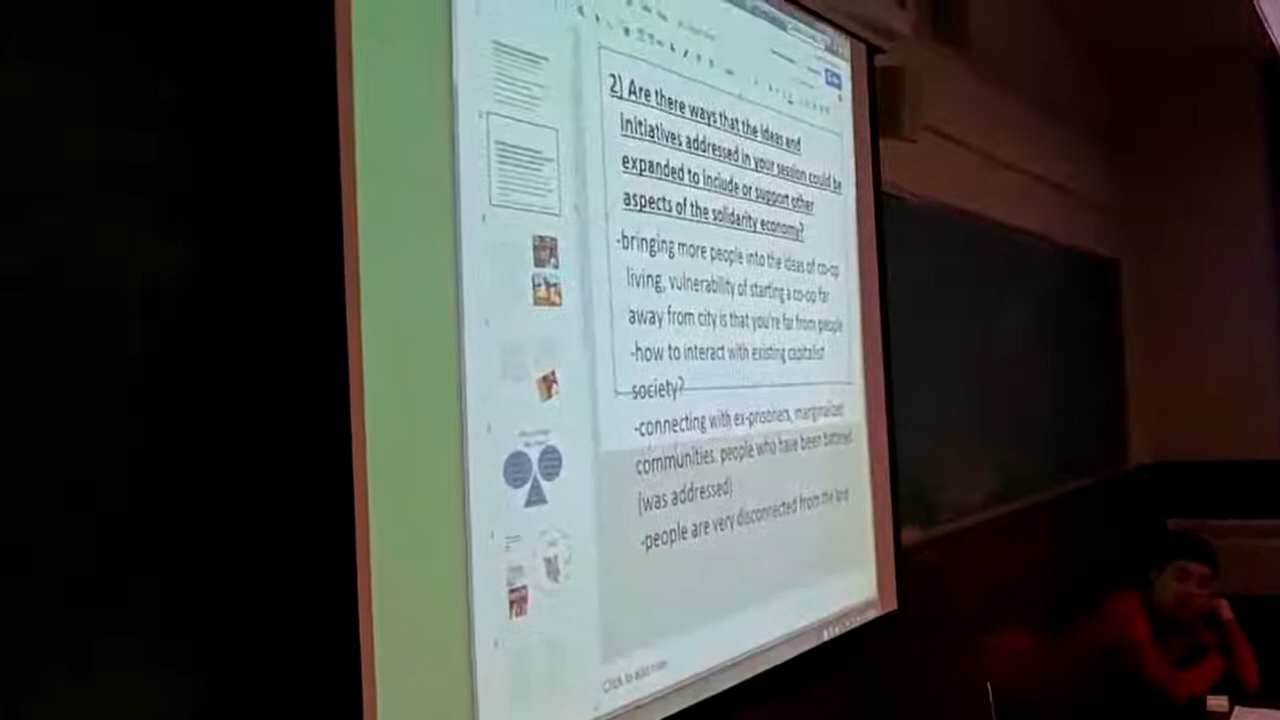 2) Are there ways that the ideas and
initiatives addressed in your session could be
expanded to include or support other
aspects of the solidarity economy?
-bringing more people into the ideas of co-op
living, vulnerability of starting a co-op far
away from city is that you're far from people
-how to interact with existing capitalist
society?
-connecting with ex-prisoners, marginalized
communities, people who have been battered
(was addressed)
-people are very disconnected from the land
Click to add notes